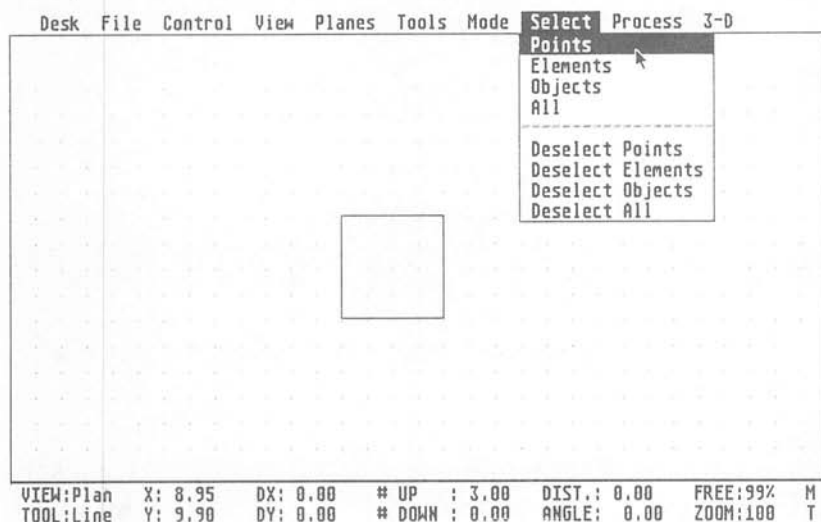 Desk File Control View Planes Tools Mode Select Process 3-D
Points
Elements
Objects
All
Deselect Points
Deselect Elements
Deselect Objects
Deselect All
VIEW:Plan X: 8.95 DX: 0.00 # UP : 3.00 DIST.: 0.00 FREE:99% M
TOOL:Line Y: 9.90 DY: 0.00 # DOWN : 0.00 ANGLE: 0.00 ZOOM:100 T